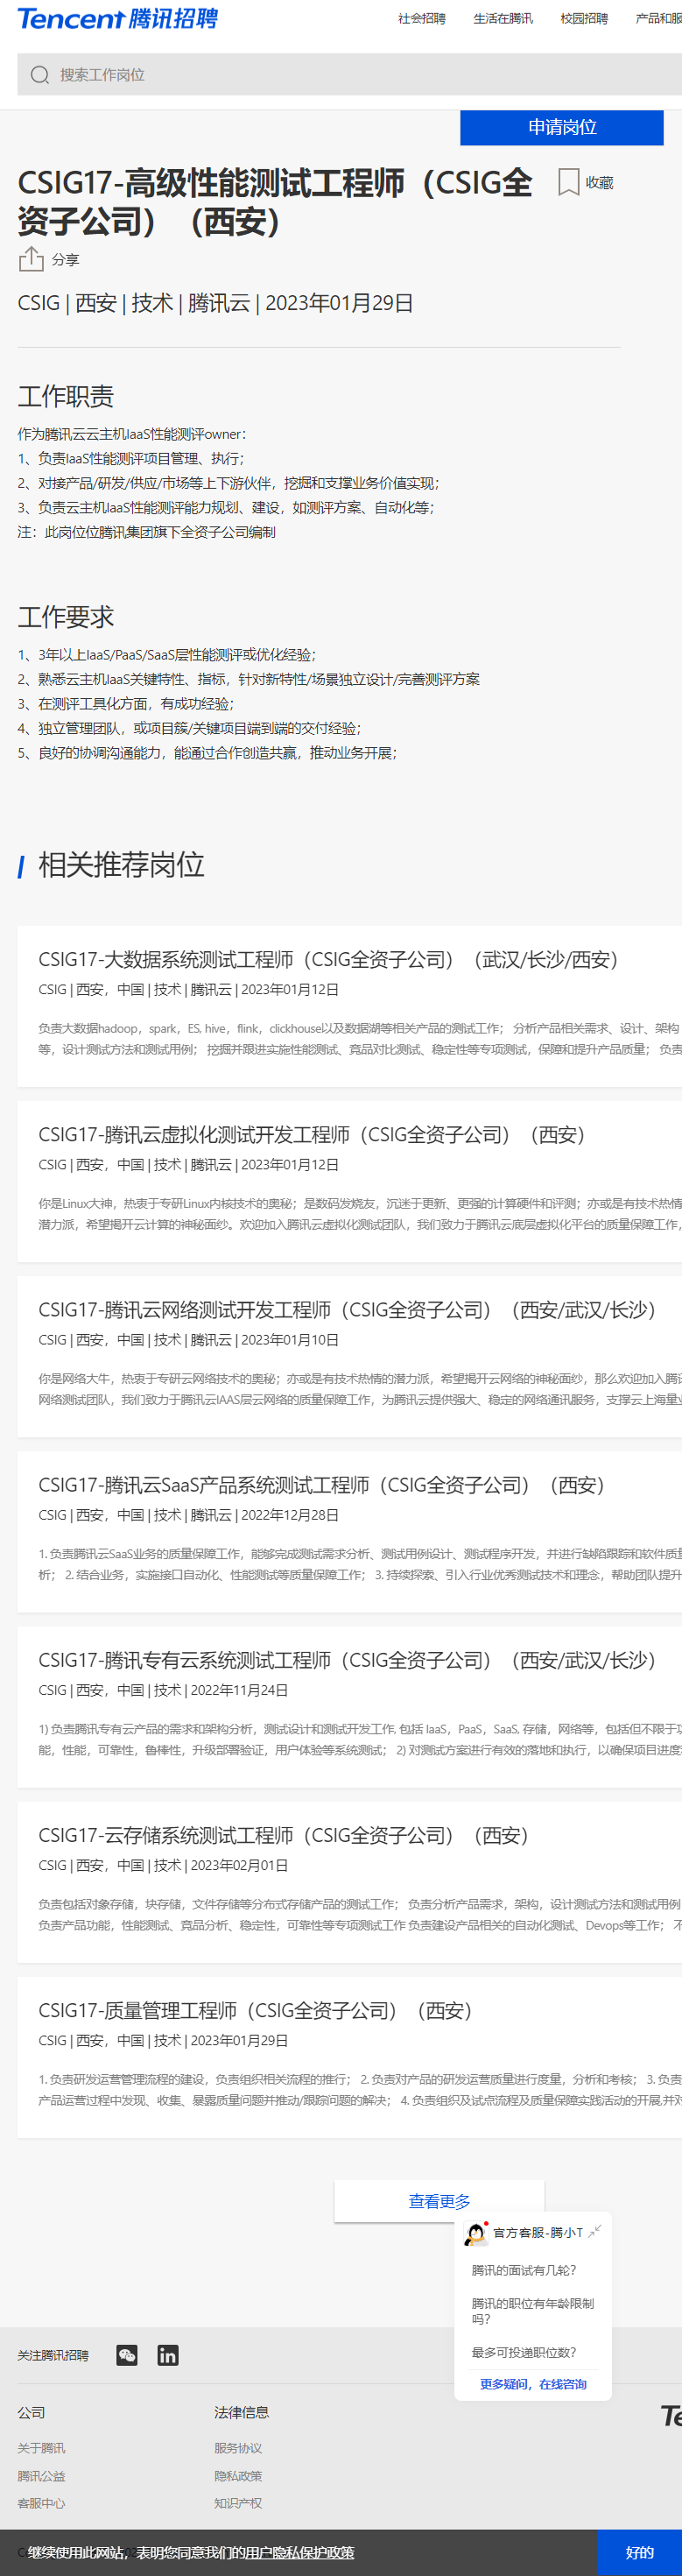 Tencent 腾讯招聘
社会招聘 生活在腾讯 校园招聘 产品和服
搜索工作岗位
申请岗位
CSIG17-高级性能测试工程师（CSIG全
资子公司）（西安）
收藏
分享
CSIG | 西安 | 技术 | 腾讯云 | 2023年01月29日
工作职责
作为腾讯云云主机IaaS性能测评owner：
1、负责IaaS性能测评项目管理、执行；
2、对接产品/研发/供应/市场等上下游伙伴，挖掘和支撑业务价值实现；
3、负责云主机IaaS性能测评能力规划、建设，如测评方案、自动化等；
注：此岗位位腾讯集团旗下全资子公司编制
工作要求
1、3年以上IaaS/PaaS/SaaS层性能测评或优化经验；
2、熟悉云主机IaaS关键特性、指标，针对新特性/场景独立设计/完善测评方案
3、在测评工具化方面，有成功经验；
4、独立管理团队，或项目簇/关键项目端到端的交付经验；
5、良好的协调沟通能力，能通过合作创造共赢，推动业务开展；
相关推荐岗位
CSIG17-大数据系统测试工程师（CSIG全资子公司）（武汉/长沙/西安）
CSIG | 西安，中国 | 技术 | 腾讯云 | 2023年01月12日
负责大数据hadoop，spark，ES, hive，flink，clickhouse以及数据湖等相关产品的测试工作； 分析产品相关需求、设计、架构
等，设计测试方法和测试用例； 挖掘并跟进实施性能测试、竞品对比测试、稳定性等专项测试，保障和提升产品质量； 负责
CSIG17-腾讯云虚拟化测试开发工程师（CSIG全资子公司）（西安）
CSIG | 西安，中国 | 技术 | 腾讯云 | 2023年01月12日
你是Linux大神，热衷于专研Linux内核技术的奥秘；是数码发烧友，沉迷于更新、更强的计算硬件和评测；亦或是有技术热情
潜力派，希望揭开云计算的神秘面纱。欢迎加入腾讯云虚拟化测试团队，我们致力于腾讯云底层虚拟化平台的质量保障工作，
CSIG17-腾讯云网络测试开发工程师（CSIG全资子公司）（西安/武汉/长沙）
CSIG | 西安，中国 | 技术 | 腾讯云 | 2023年01月10日
你是网络大牛，热衷于专研云网络技术的奥秘；亦或是有技术热情的潜力派，希望揭开云网络的神秘面纱，那么欢迎加入腾讯
网络测试团队，我们致力于腾讯云IAAS层云网络的质量保障工作，为腾讯云提供强大、稳定的网络通讯服务，支撑云上海量业
CSIG17-腾讯云SaaS产品系统测试工程师（CSIG全资子公司）（西安）
CSIG | 西安，中国 | 技术 | 腾讯云 | 2022年12月28日
1. 负责腾讯云SaaS业务的质量保障工作，能够完成测试需求分析、测试用例设计、测试程序开发，并进行缺陷跟踪和软件质量
析； 2. 结合业务，实施接口自动化、性能测试等质量保障工作； 3. 持续探索、引入行业优秀测试技术和理念，帮助团队提升
CSIG17-腾讯专有云系统测试工程师（CSIG全资子公司）（西安/武汉/长沙）
CSIG | 西安，中国 | 技术 | 2022年11月24日
1) 负责腾讯专有云产品的需求和架构分析，测试设计和测试开发工作, 包括 IaaS，PaaS，SaaS, 存储，网络等，包括但不限于功
能，性能，可靠性，鲁棒性，升级部署验证，用户体验等系统测试； 2) 对测试方案进行有效的落地和执行，以确保项目进度
CSIG17-云存储系统测试工程师（CSIG全资子公司）（西安）
CSIG | 西安，中国 | 技术 | 2023年02月01日
负责包括对象存储，块存储，文件存储等分布式存储产品的测试工作； 负责分析产品需求，架构，设计测试方法和测试用例
负责产品功能，性能测试、竞品分析、稳定性，可靠性等专项测试工作 负责建设产品相关的自动化测试、Devops等工作； 不
CSIG17-质量管理工程师（CSIG全资子公司）（西安）
CSIG | 西安，中国 | 技术 | 2023年01月29日
1. 负责研发运营管理流程的建设，负责组织相关流程的推行； 2. 负责对产品的研发运营质量进行度量，分析和考核； 3. 负责
产品运营过程中发现、收集、暴露质量问题并推动/跟踪问题的解决； 4. 负责组织及试点流程及质量保障实践活动的开展,并对
查看更多
官方客服-腾小T
腾讯的面试有几轮？
腾讯的职位有年龄限制
吗？
最多可投递职位数？
更多疑问，在线咨询
关注腾讯招聘
公司 法律信息
关于腾讯 服务协议
腾讯公益 隐私政策
客服中心 知识产权
继续使用此网站，表明您同意我们的用户隐私保护政策
好的